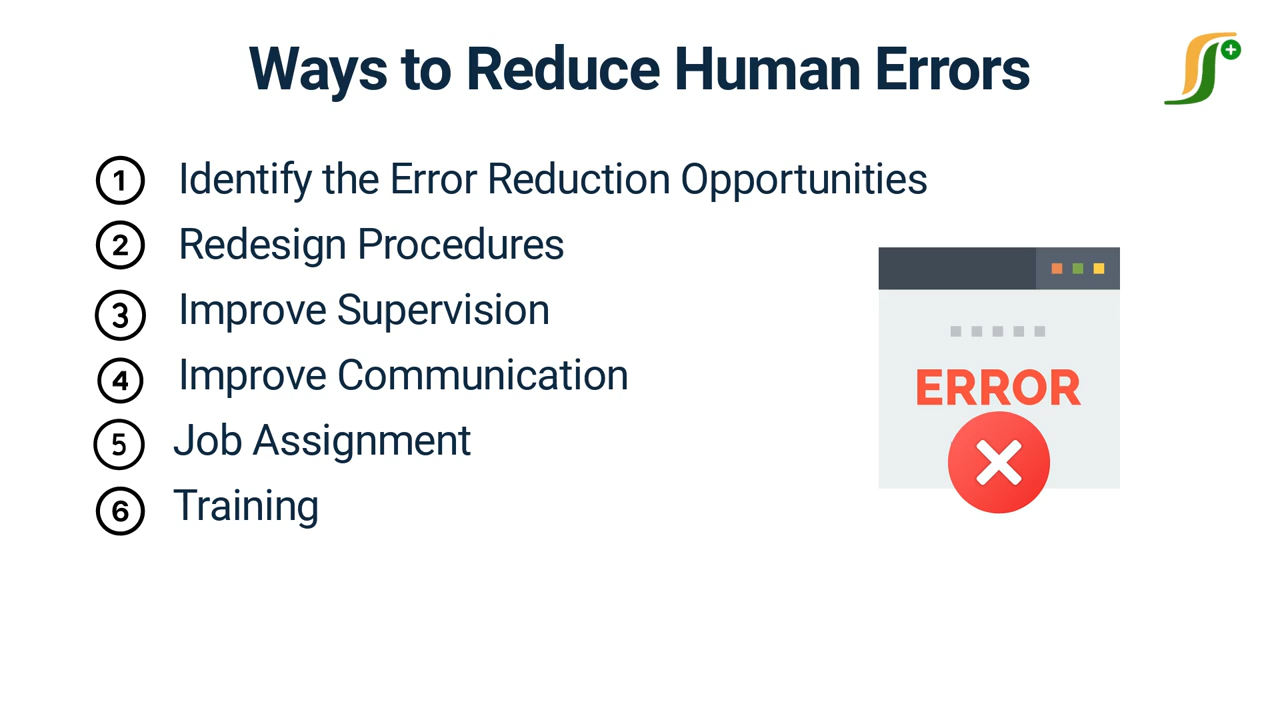 Ways to Reduce Human Errors
1 Identify the Error Reduction Opportunities
2 Redesign Procedures
3 Improve Supervision
4 Improve Communication
5 Job Assignment
6 Training
ERROR